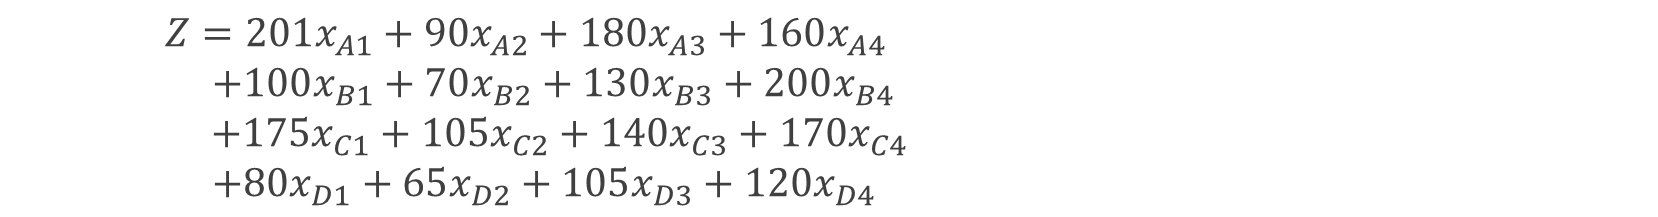 Z = 201x_{A1} + 90x_{A2} + 180x_{A3} + 160x_{A4}
+100x_{B1} + 70x_{B2} + 130x_{B3} + 200x_{B4}
+175x_{C1} + 105x_{C2} + 140x_{C3} + 170x_{C4}
+80x_{D1} + 65x_{D2} + 105x_{D3} + 120x_{D4}